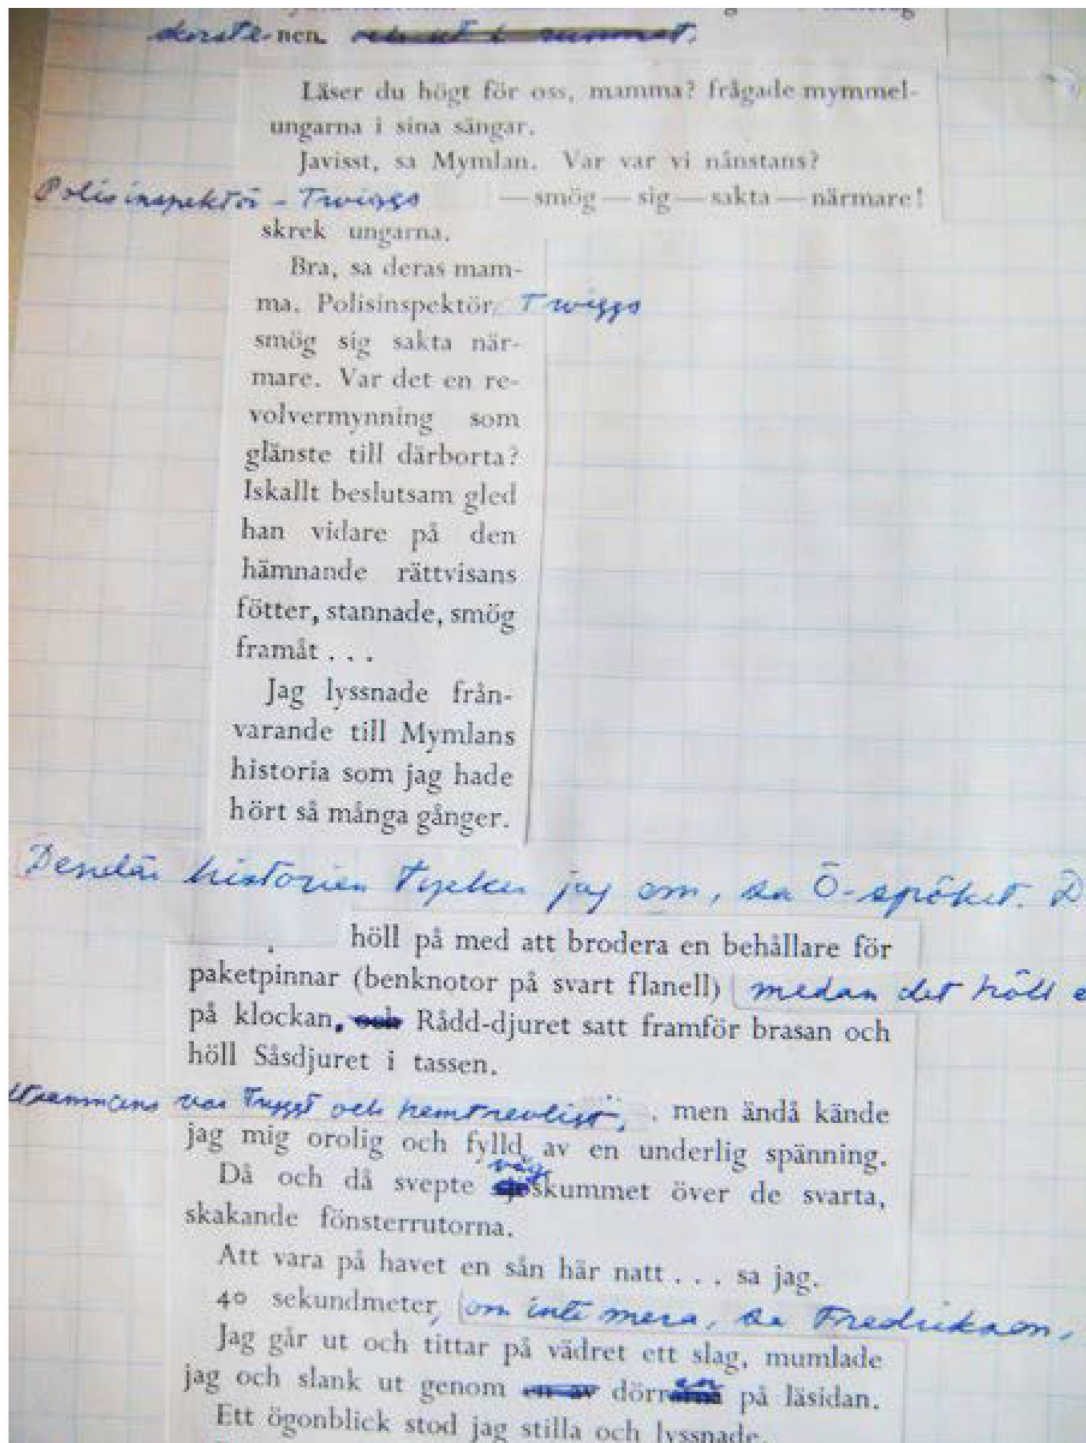 skorstenen. och ut i rummet.
Läser du högt för oss, mamma? frågade mymmel-
ungarna i sina sängar.
Javisst, sa Mymlan. Var var vi nånstans?
Polisinspektör – Twiggs — smög — sig — sakta — närmare!
skrek ungarna.
Bra, sa deras mam-
ma. Polisinspektör Twiggs
smög sig sakta när-
mare. Var det en re-
volvermynning som
glänste till därborta?
Iskallt beslutsam gled
han vidare på den
hämnande rättvisans
fötter, stannade, smög
framåt . . .
Jag lyssnade från-
varande till Mymlans
historia som jag hade
hört så många gånger.
Desdär historien tycker jag om, sa Ö-spöket. D
höll på med att brodera en behållare för
paketpinnar (benknotor på svart flanell) medan det höll
på klockan, och Rådd-djuret satt framför brasan och
höll Såsdjuret i tassen.
var tryggt och hemtrevligt, men ändå kände
jag mig orolig och fylld av en underlig spänning.
Då och då svepte vågskummet över de svarta,
skakande fönsterrutorna.
Att vara på havet en sån här natt . . . sa jag.
40 sekundmeter, om inte mera, sa Fredrikson.
Jag går ut och tittar på vädret ett slag, mumlade
jag och slank ut genom en av dörren på läsidan.
Ett ögonblick stod jag stilla och lyssnade.